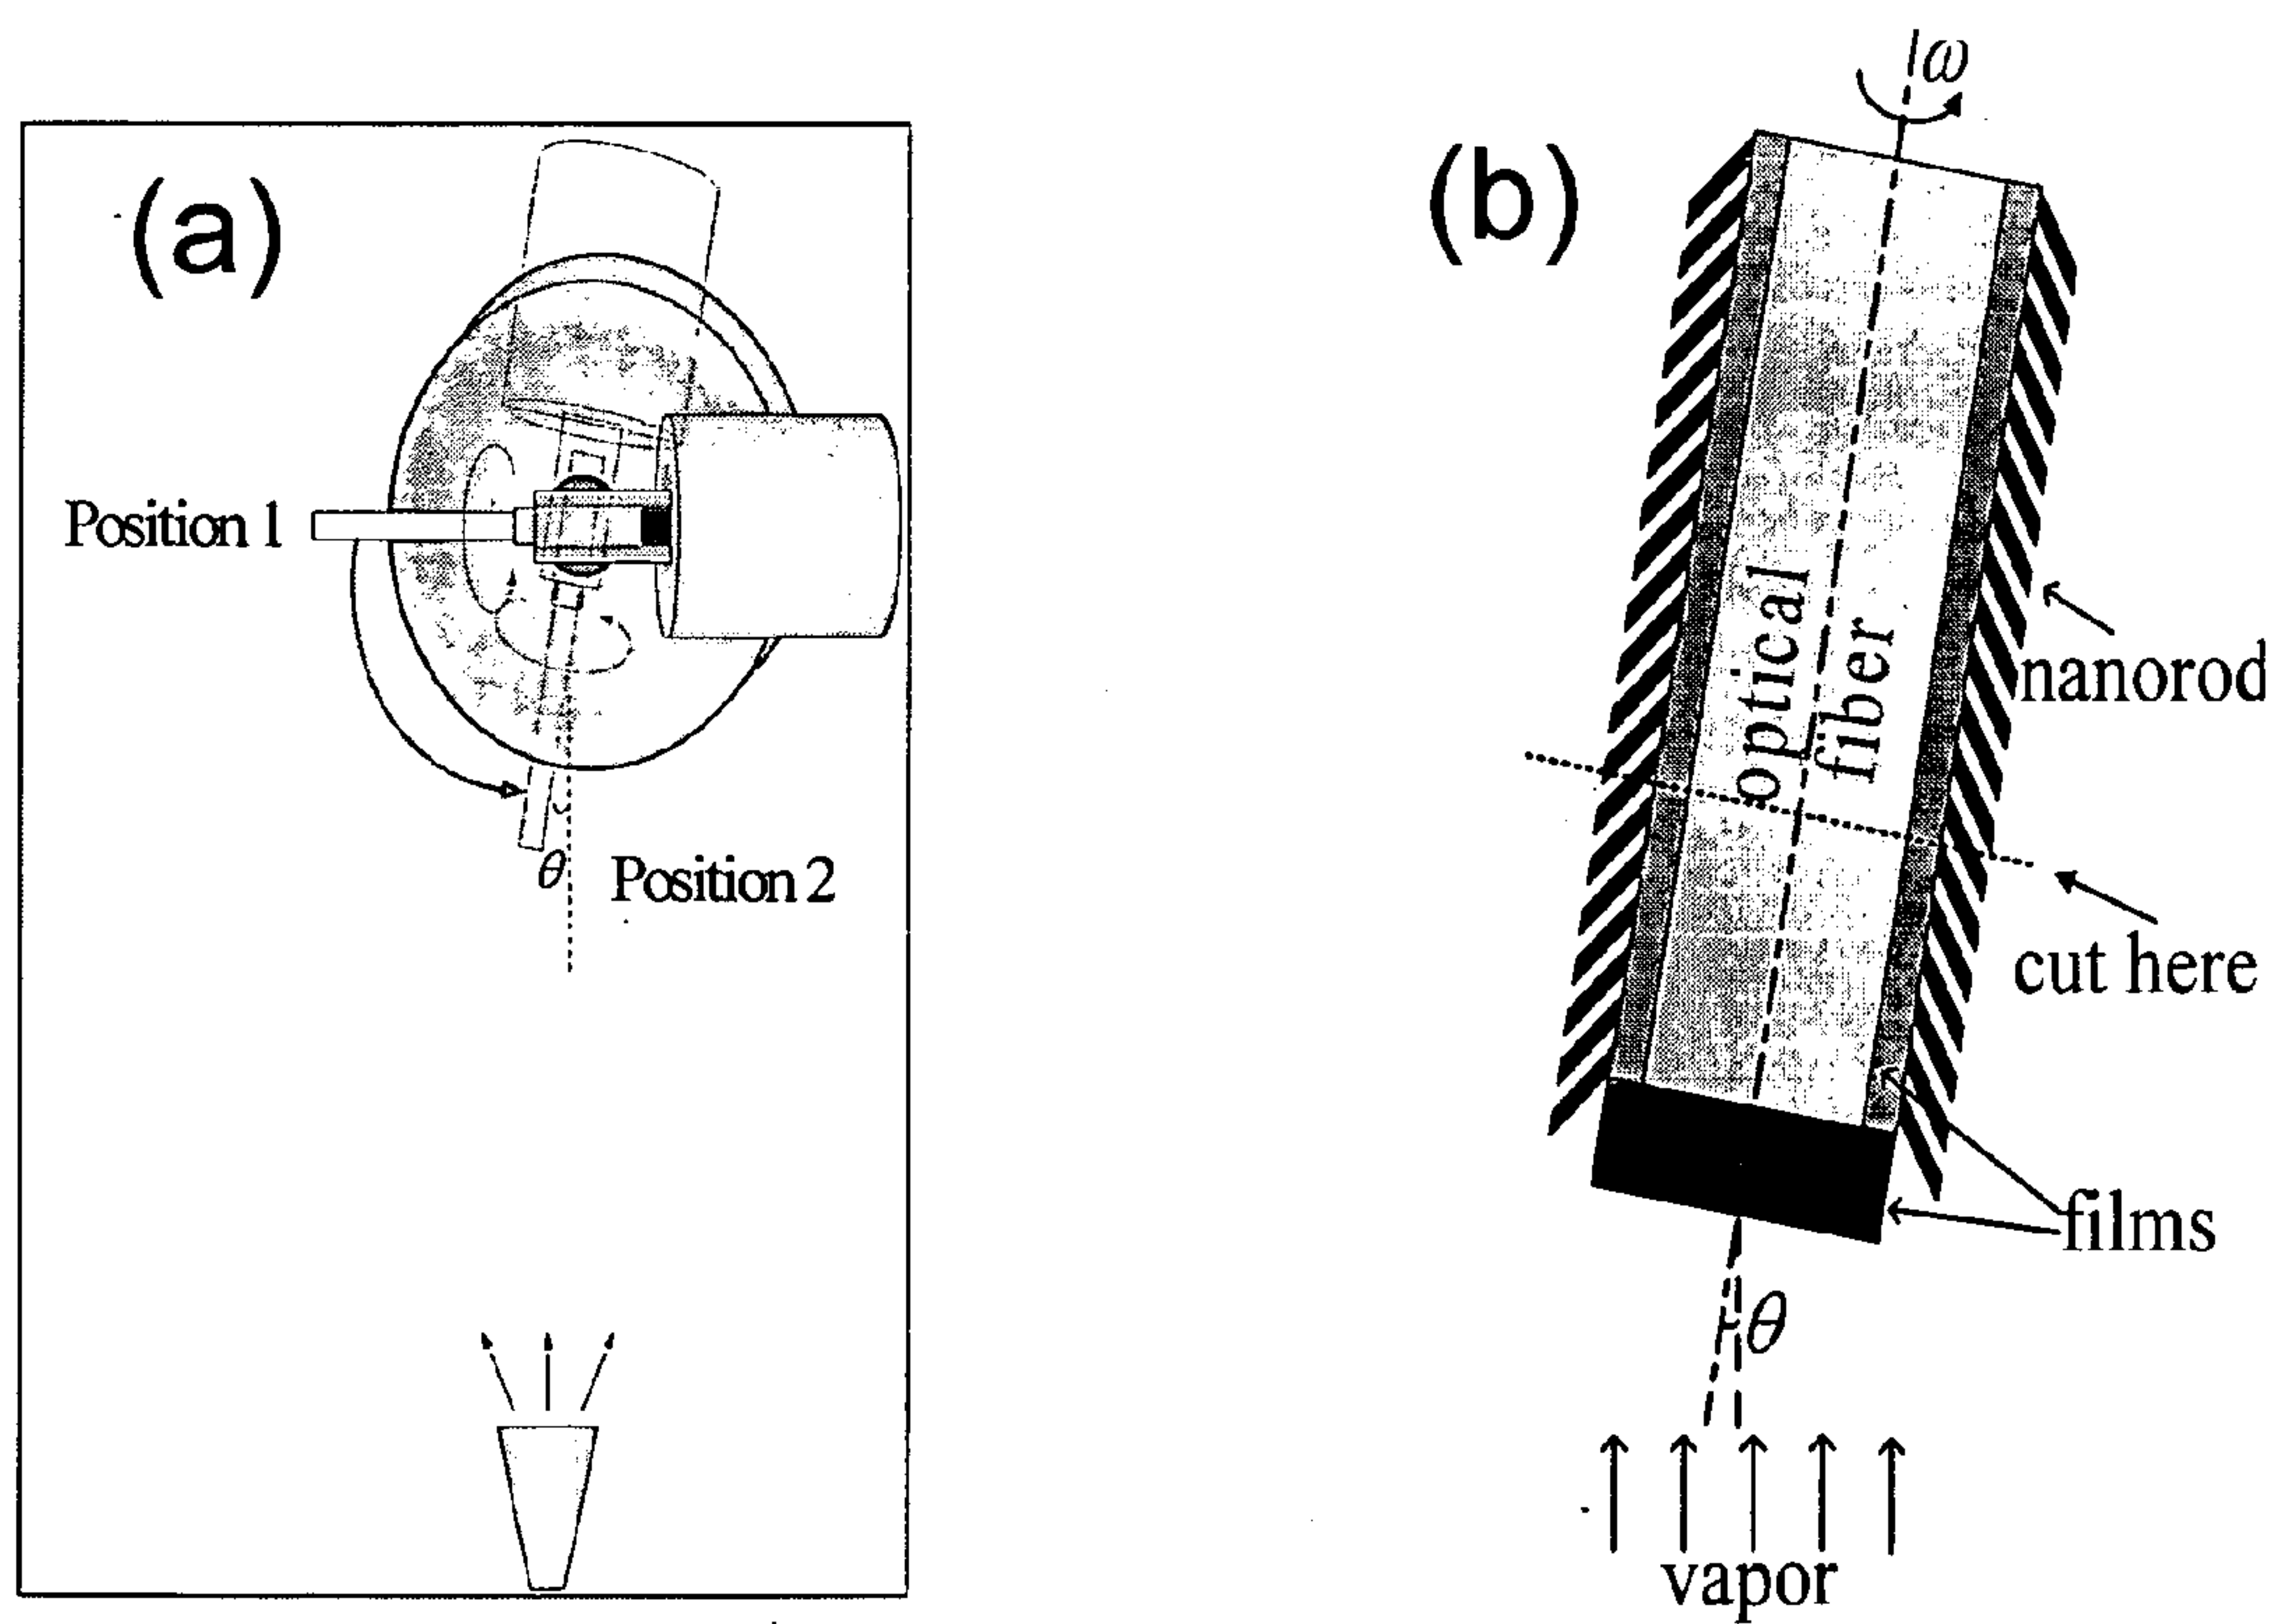 (a)
Position 1
θ
Position 2
(b)
ω
optical
fiber
nanorod
cut here
films
θ
vapor